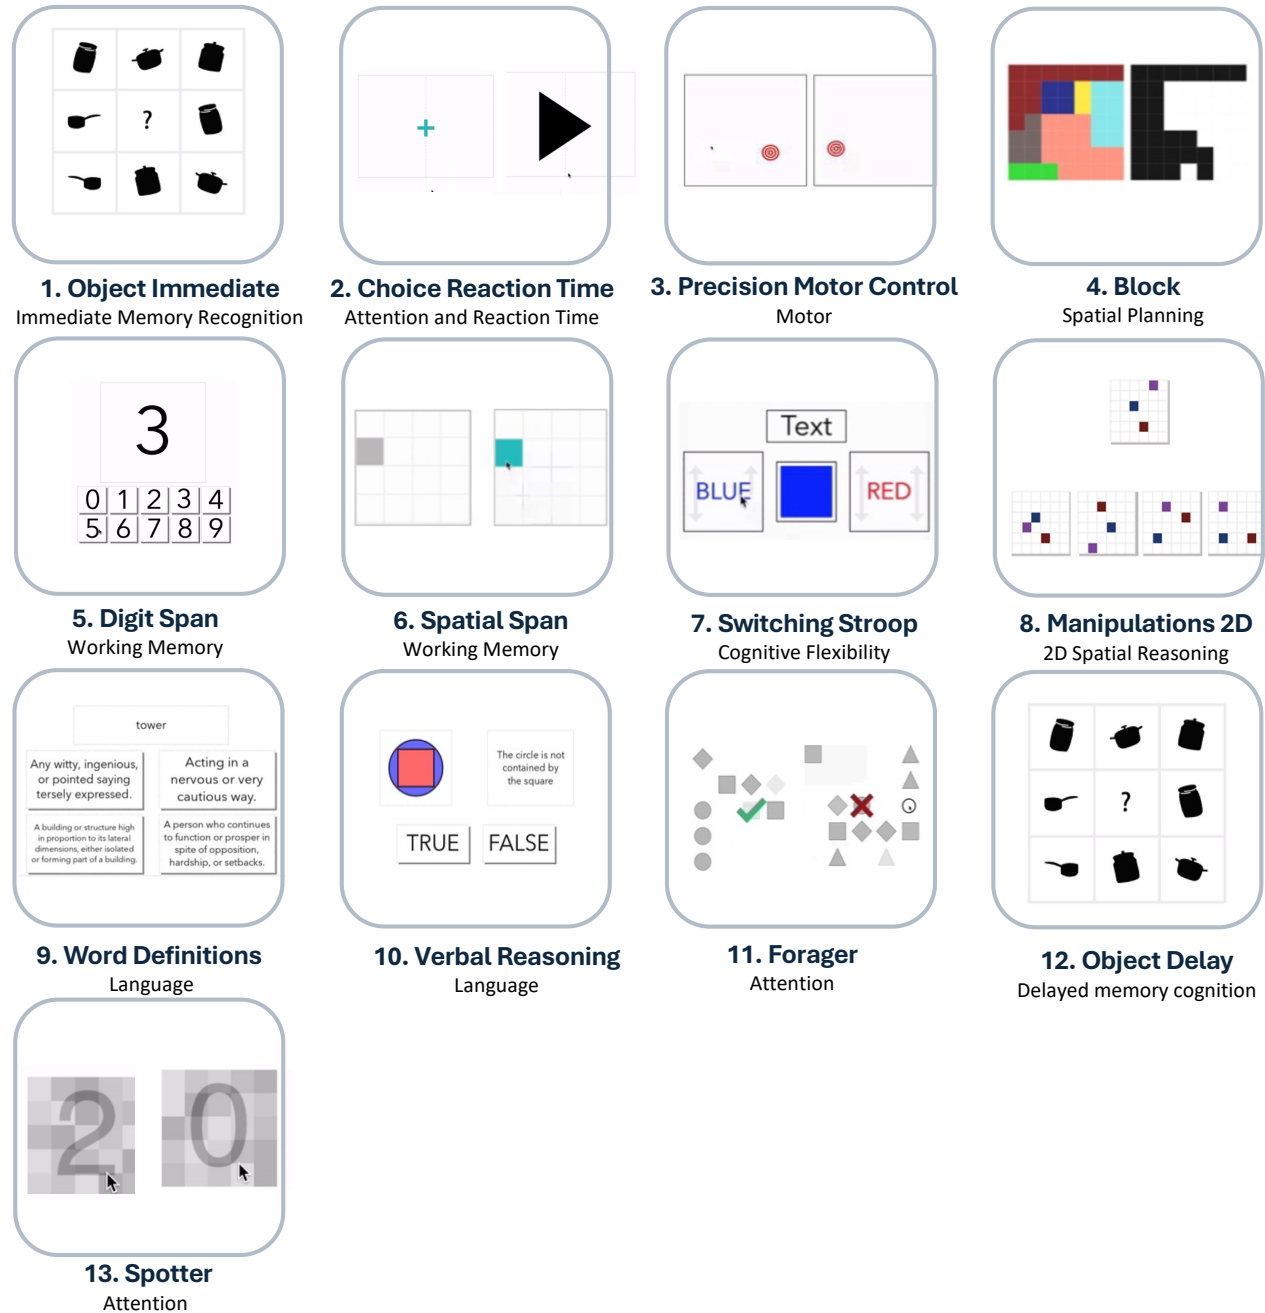 ?
1. Object Immediate
Immediate Memory Recognition
2. Choice Reaction Time
Attention and Reaction Time
3. Precision Motor Control
Motor
4. Block
Spatial Planning
3
0 1 2 3 4
5 6 7 8 9
5. Digit Span
Working Memory
6. Spatial Span
Working Memory
Text
BLUE
RED
7. Switching Stroop
Cognitive Flexibility
8. Manipulations 2D
2D Spatial Reasoning
tower
Any witty, ingenious,
or pointed saying
tersely expressed.
Acting in a
nervous or very
cautious way.
A building or structure high
in proportion to its lateral
dimensions, either isolated
or forming part of a building.
A person who continues
to function or prosper in
spite of opposition,
hardship, or setbacks.
9. Word Definitions
Language
The circle is not
contained by
the square
TRUE
FALSE
10. Verbal Reasoning
Language
11. Forager
Attention
?
12. Object Delay
Delayed memory cognition
2
0
13. Spotter
Attention